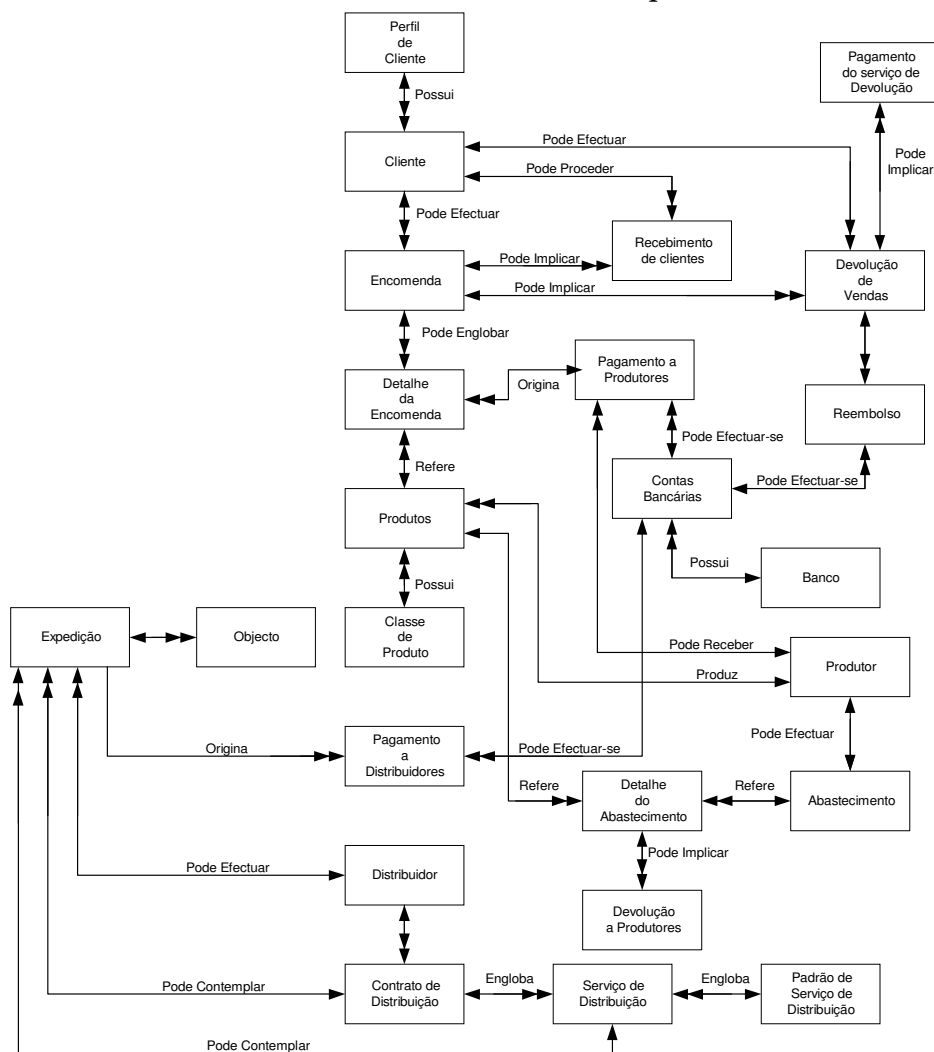 Perfil
de
Cliente
Pagamento
do serviço de
Devolução
Possui
Pode Efectuar
Cliente
Pode
Implicar
Pode Proceder
Pode Efectuar
Recebimento
de clientes
Pode Implicar
Encomenda
Devolução
de
Vendas
Pode Implicar
Pode Englobar
Pagamento a
Produtores
Detalhe
da
Encomenda
Origina
Reembolso
Pode Efectuar-se
Refere
Contas
Bancárias
Pode Efectuar-se
Produtos
Possui
Banco
Possui
Expedição
Objecto
Classe
de
Produto
Pode Receber
Produtor
Produz
Pode Efectuar
Origina
Pagamento
a
Distribuidores
Pode Efectuar-se
Refere
Detalhe
do
Abastecimento
Refere
Abastecimento
Pode Implicar
Pode Efectuar
Distribuidor
Devolução
a Produtores
Pode Contemplar
Contrato de
Distribuição
Engloba
Serviço de
Distribuição
Engloba
Padrão de
Serviço de
Distribuição
Pode Contemplar